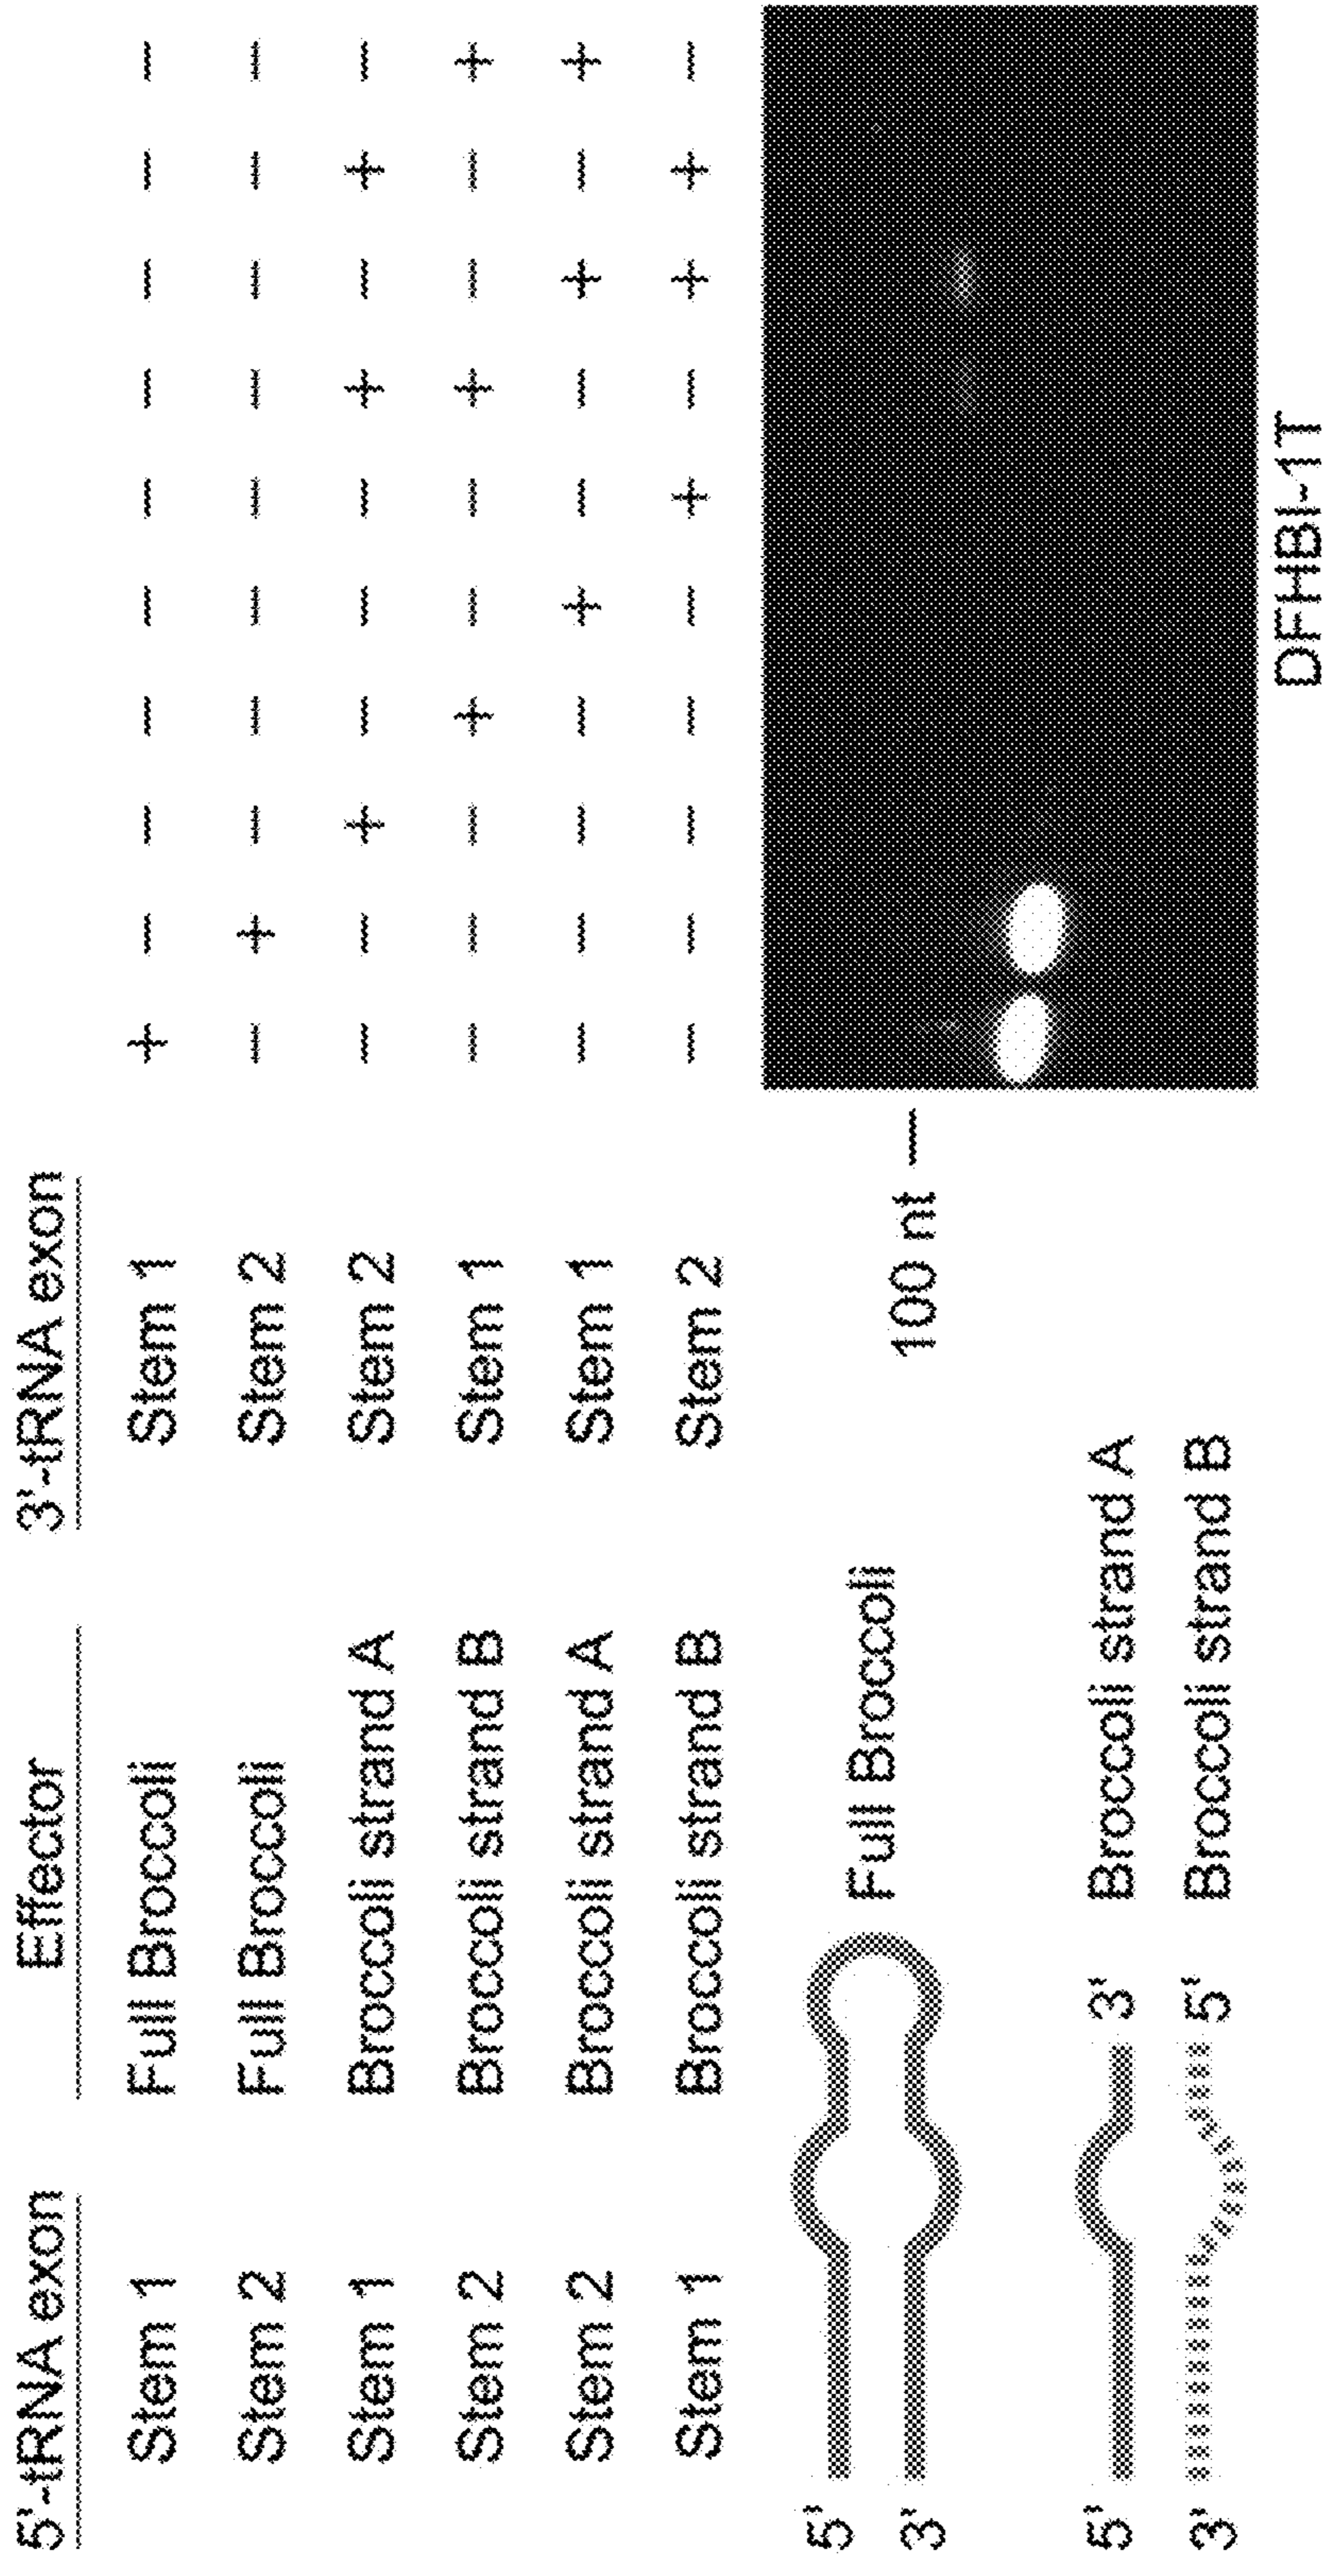 5'-tRNA exon Effector 3'-tRNA exon
Stem 1 Full Broccoli Stem 1 + − − − − − − − − −
Stem 2 Full Broccoli Stem 2 − + − − − − − − − −
Stem 1 Broccoli strand A Stem 2 − − + − − − + − + −
Stem 2 Broccoli strand B Stem 1 − − − + − − + − − +
Stem 2 Broccoli strand A Stem 1 − − − − + − − + − +
Stem 1 Broccoli strand B Stem 2 − − − − − + − + + −
5'
3'
Full Broccoli
100 nt —
5' 3' Broccoli strand A
3' 5' Broccoli strand B
DFHBI-1T